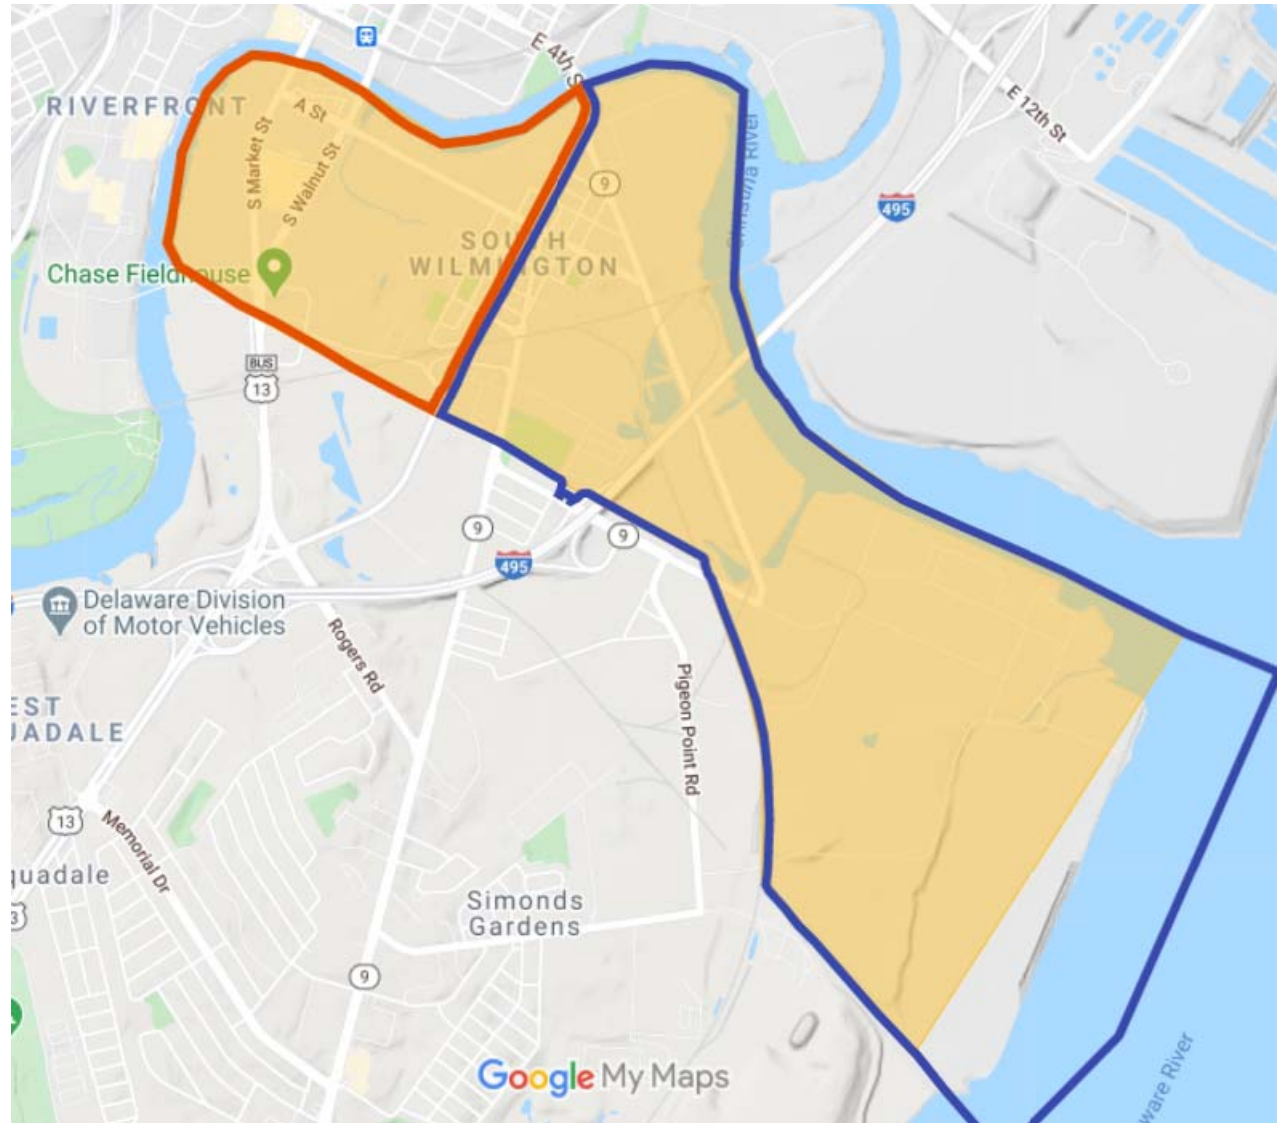 E 4th S
E 12th St
RIVERFRONT
A St
S Market St
S Walnut St
9
495
SOUTH
WILMINGTON
Chase Fieldhouse
BUS
13
9
9
495
Delaware Division
of Motor Vehicles
Rogers Rd
Pigeon Point Rd
EST
UADALE
13
Memorial Dr
quadale
3
Simonds
Gardens
9
Google My Maps
ware River